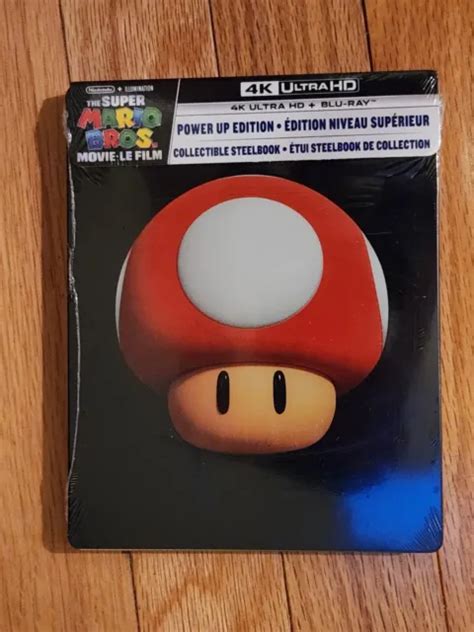 Nintendo + ILLUMINATION
THE SUPER
MARIO
BROS.
MOVIE•LE FILM
4K ULTRA HD
4K ULTRA HD + BLU-RAY™
POWER UP EDITION • ÉDITION NIVEAU SUPÉRIEUR
COLLECTIBLE STEELBOOK • ÉTUI STEELBOOK DE COLLECTION